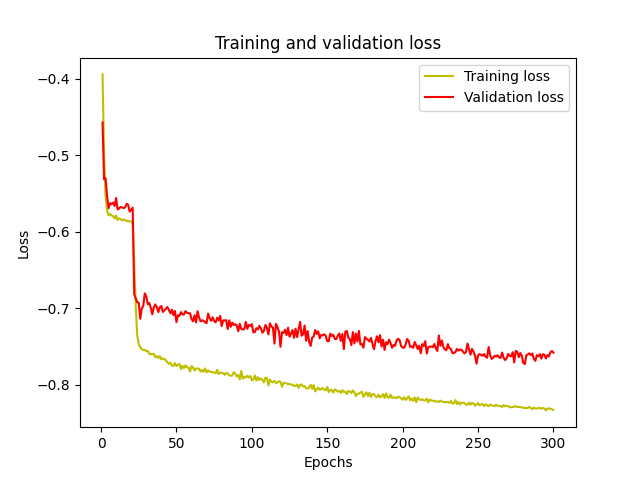 Training and validation loss
Training loss
Validation loss
Loss
−0.4
−0.5
−0.6
−0.7
−0.8
0 50 100 150 200 250 300
Epochs